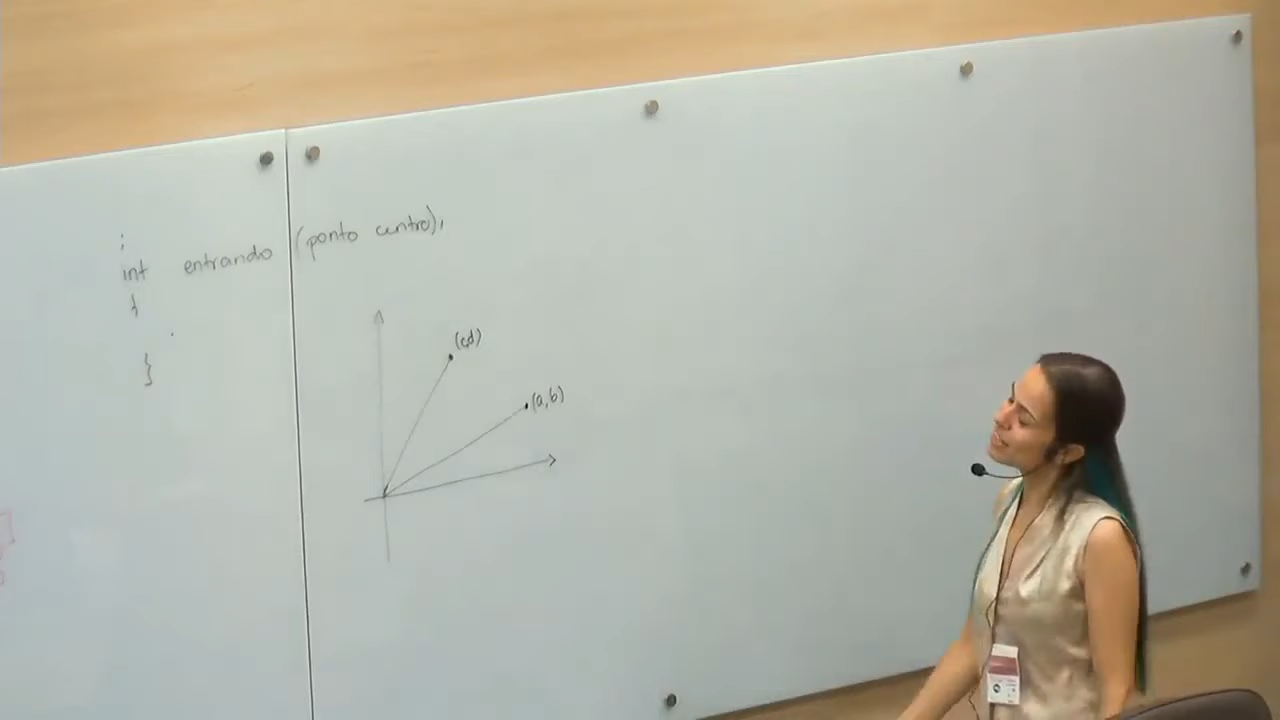 :
int entrando (ponto centro);
{
.
}
(c,d)
(a,b)